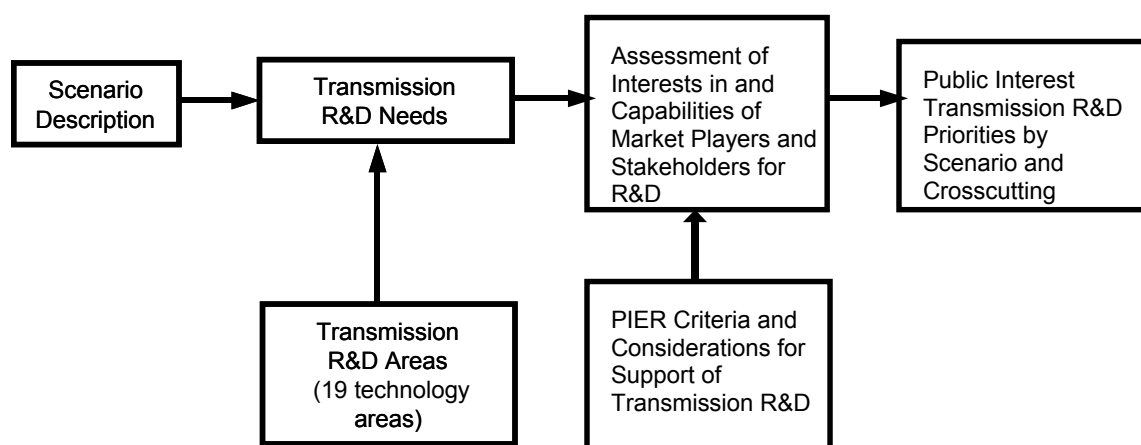 Scenario
Description
Transmission
R&D Needs
Assessment of
Interests in and
Capabilities of
Market Players and
Stakeholders for
R&D
Public Interest
Transmission R&D
Priorities by
Scenario and
Crosscutting
Transmission
R&D Areas
(19 technology
areas)
PIER Criteria and
Considerations for
Support of
Transmission R&D